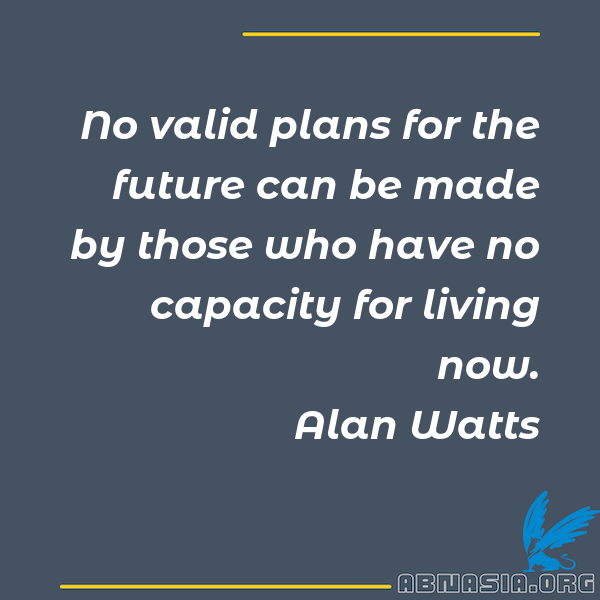 No valid plans for the
future can be made
by those who have no
capacity for living
now.
Alan Watts
ABNASIA.ORG